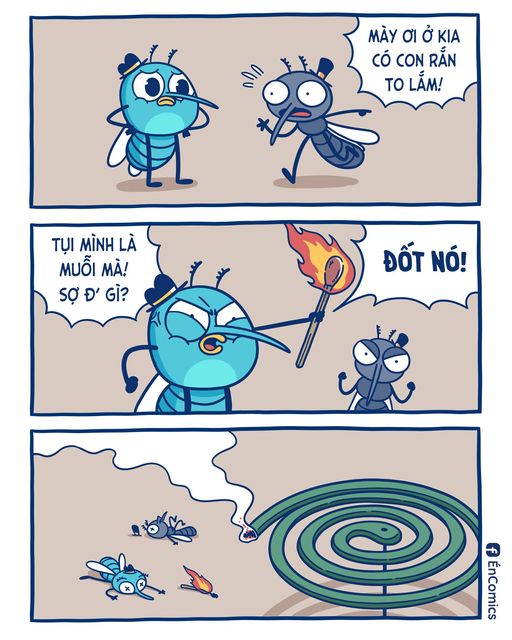 MÀY ƠI Ở KIA
CÓ CON RẮN
TO LẮM!
TỤI MÌNH LÀ
MUỖI MÀ!
SỢ Đ' GÌ?
ĐỐT NÓ!
ÉnComics